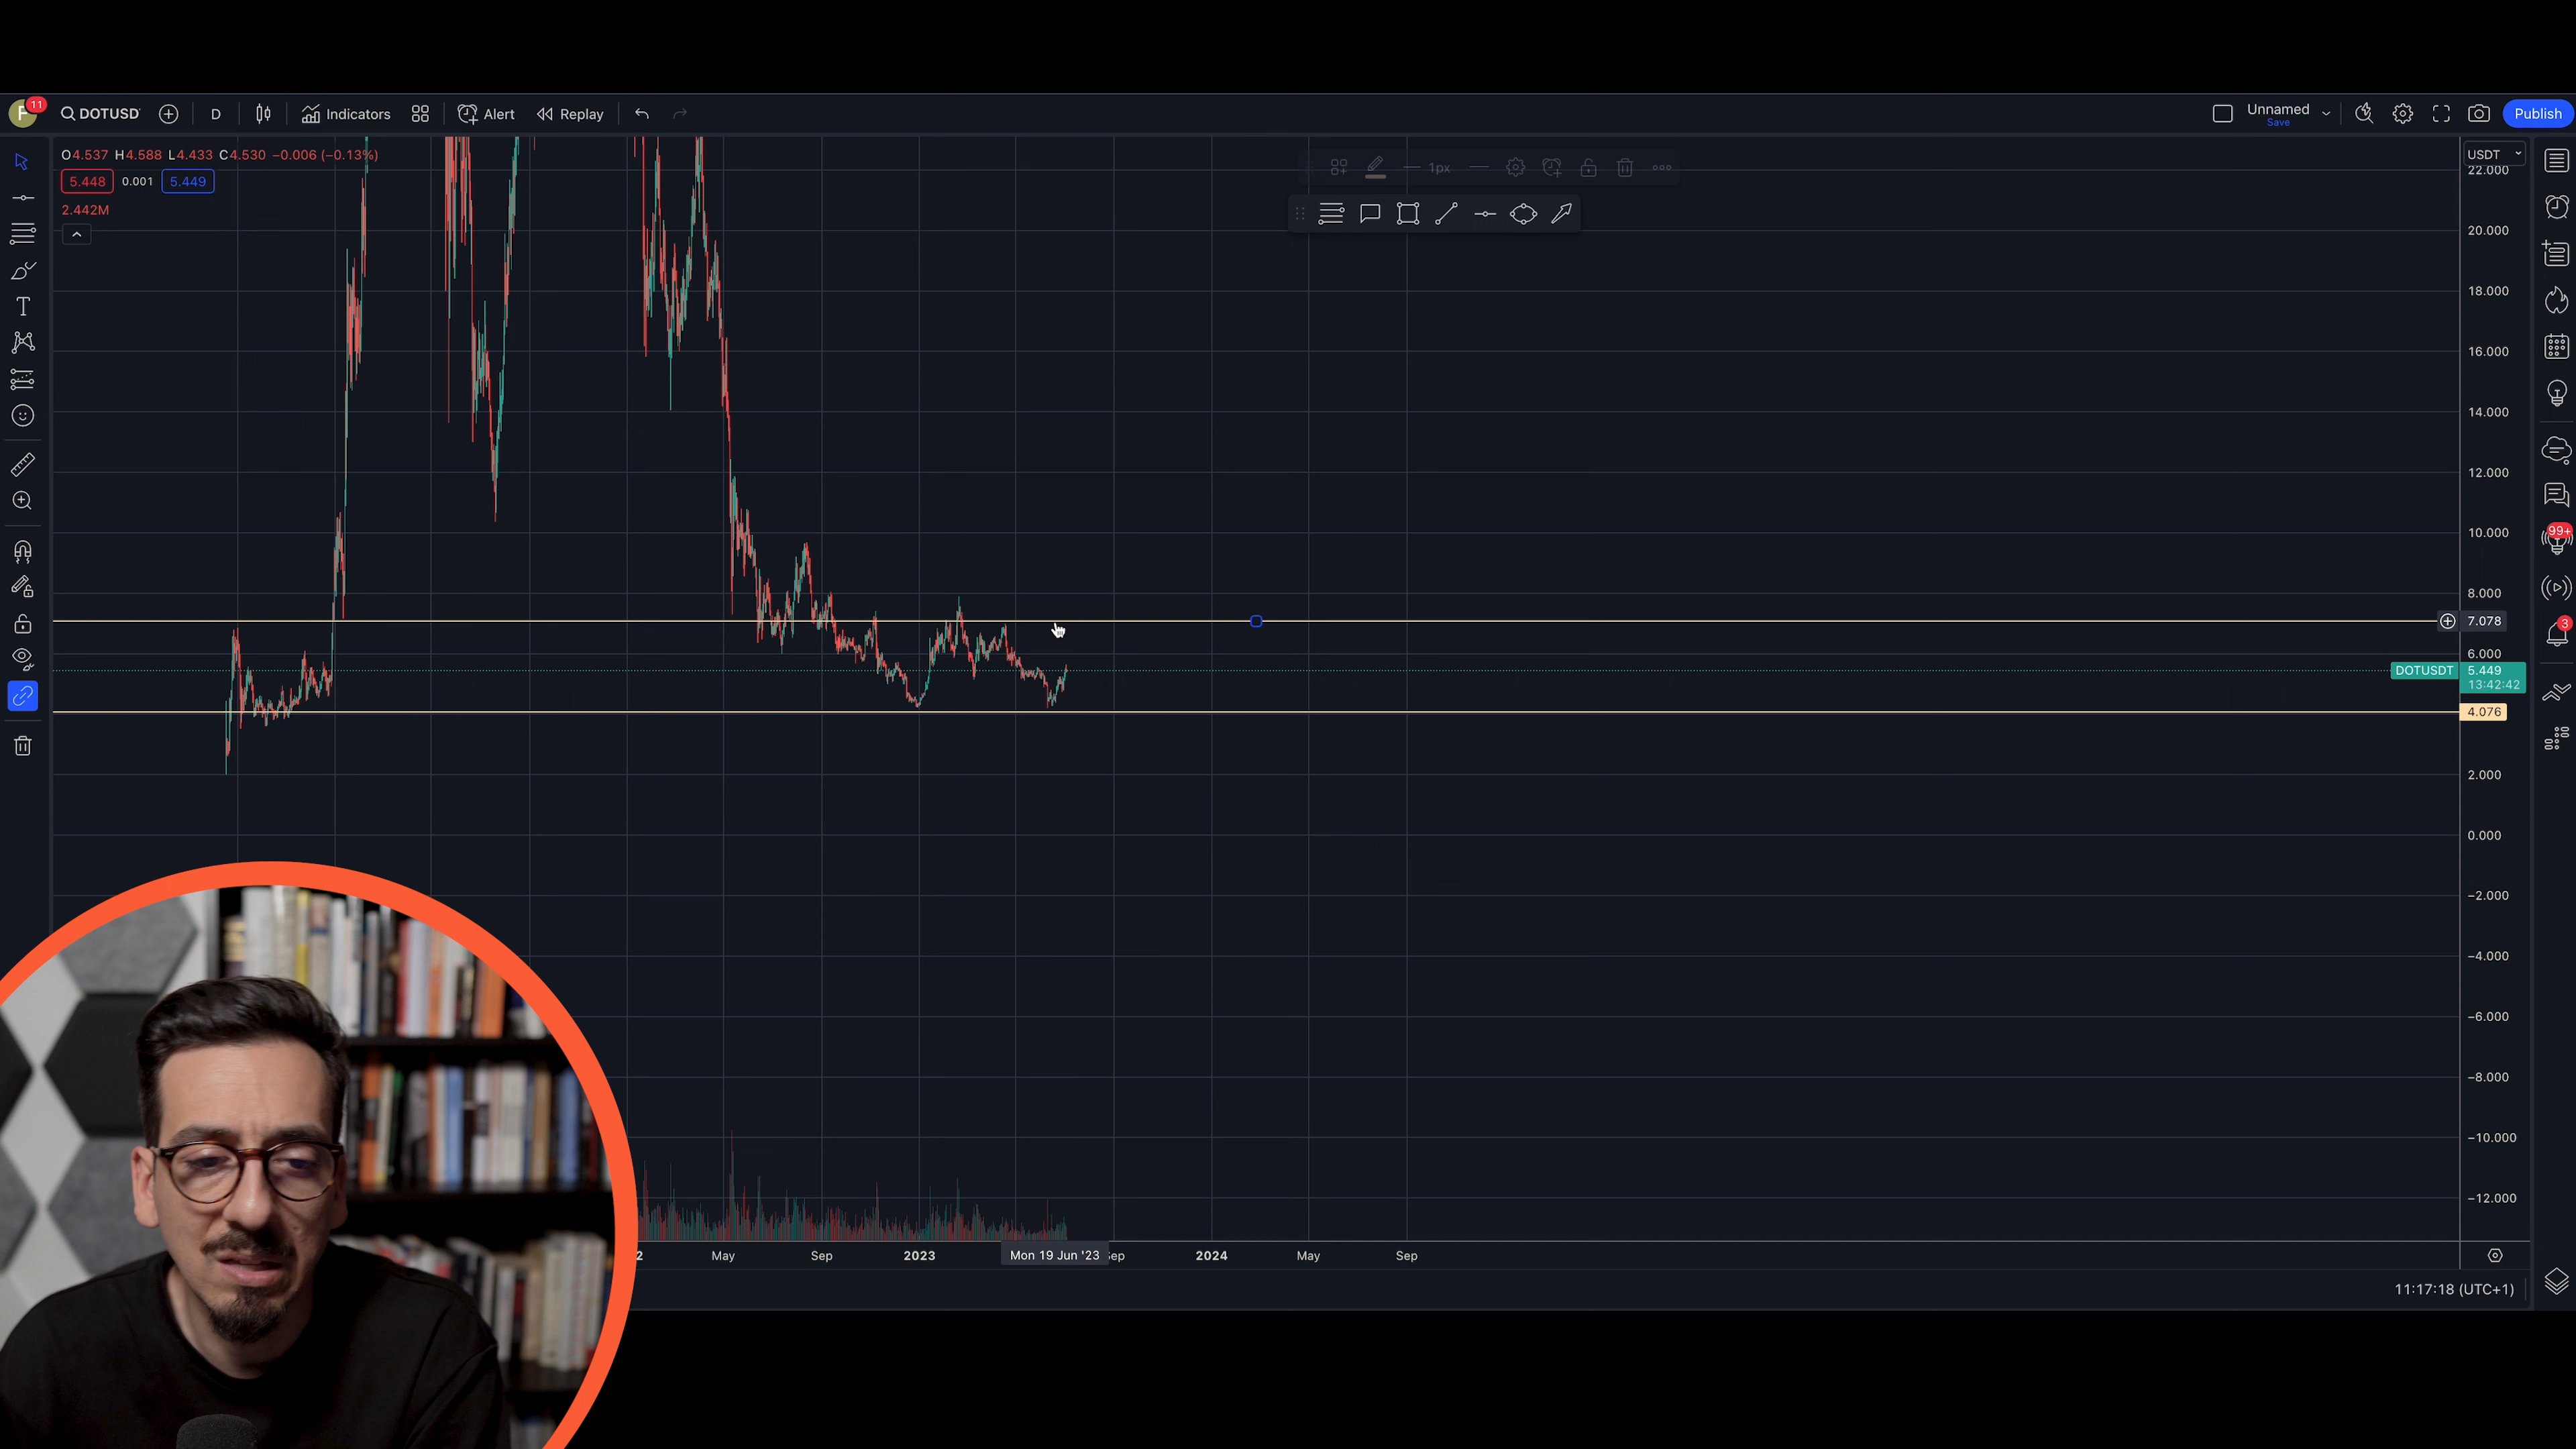 F 11 DOTUSD D Indicators Alert Replay Unnamed Save Publish
O4.537 H4.588 L4.433 C4.530 −0.006 (−0.13%)
5.448 0.001 5.449
2.442M
1px
USDT
22.000
20.000
18.000
16.000
14.000
12.000
10.000
8.000
7.078
6.000
DOTUSDT 5.449
13:42:42
4.076
2.000
0.000
−2.000
−4.000
−6.000
−8.000
−10.000
−12.000
T
99+
3
2 May Sep 2023 Mon 19 Jun '23 Sep 2024 May Sep
11:17:18 (UTC+1)